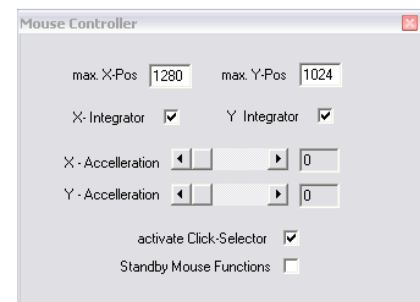 Mouse Controller
max. X-Pos 1280 max. Y-Pos 1024
X- Integrator Y Integrator
X - Accelleration 0
Y - Accelleration 0
activate Click-Selector
Standby Mouse Functions